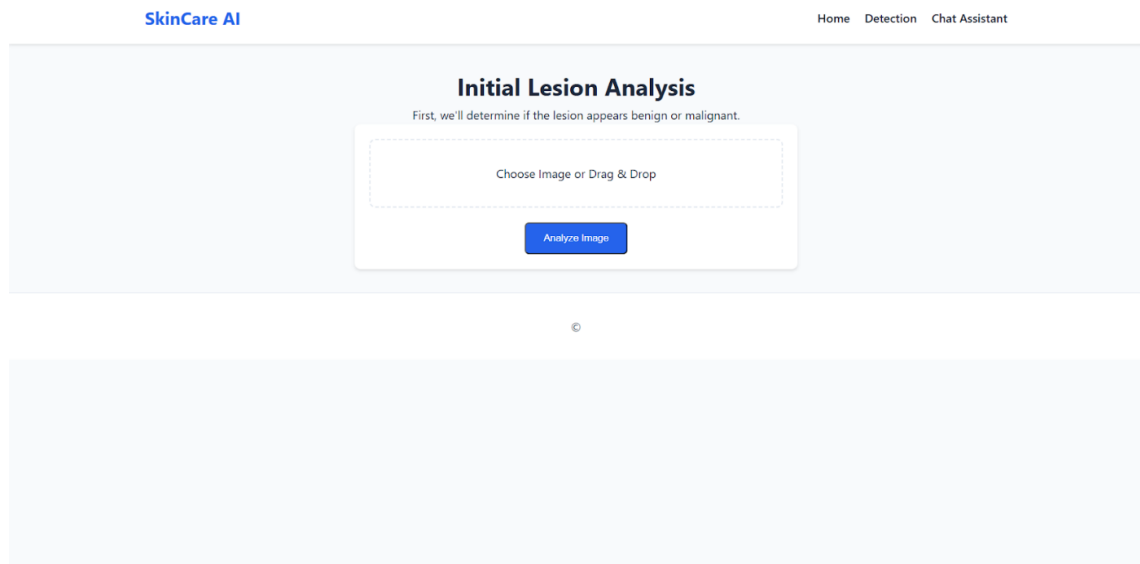 SkinCare AI
Home Detection Chat Assistant
Initial Lesion Analysis
First, we'll determine if the lesion appears benign or malignant.
Choose Image or Drag & Drop
Analyze Image
©